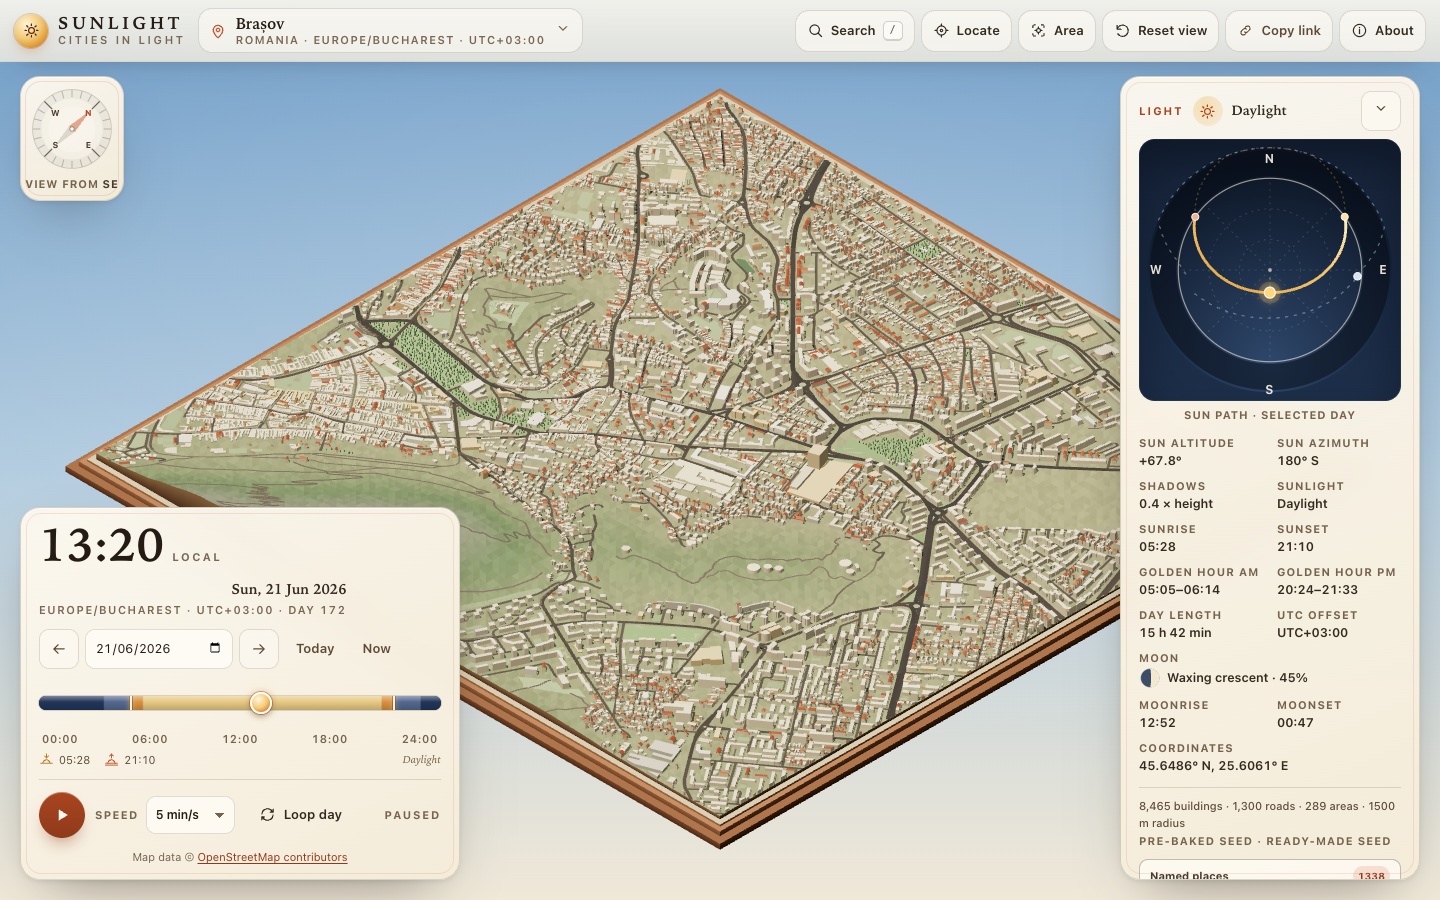 SUNLIGHT
CITIES IN LIGHT
Brașov
ROMANIA · EUROPE/BUCHAREST · UTC+03:00
Search /
Locate
Area
Reset view
Copy link
About
W N
S E
VIEW FROM SE
LIGHT Daylight
N
W E
S
SUN PATH · SELECTED DAY
SUN ALTITUDE SUN AZIMUTH
+67.8° 180° S
SHADOWS SUNLIGHT
0.4 × height Daylight
SUNRISE SUNSET
05:28 21:10
GOLDEN HOUR AM GOLDEN HOUR PM
05:05–06:14 20:24–21:33
DAY LENGTH UTC OFFSET
15 h 42 min UTC+03:00
MOON
Waxing crescent · 45%
MOONRISE MOONSET
12:52 00:47
COORDINATES
45.6486° N, 25.6061° E
8,465 buildings · 1,300 roads · 289 areas · 1500
m radius
PRE-BAKED SEED · READY-MADE SEED
Named places 1338
13:20 LOCAL
Sun, 21 Jun 2026
EUROPE/BUCHAREST · UTC+03:00 · DAY 172
21/06/2026 Today Now
00:00 06:00 12:00 18:00 24:00
05:28 21:10 Daylight
SPEED 5 min/s Loop day PAUSED
Map data © OpenStreetMap contributors